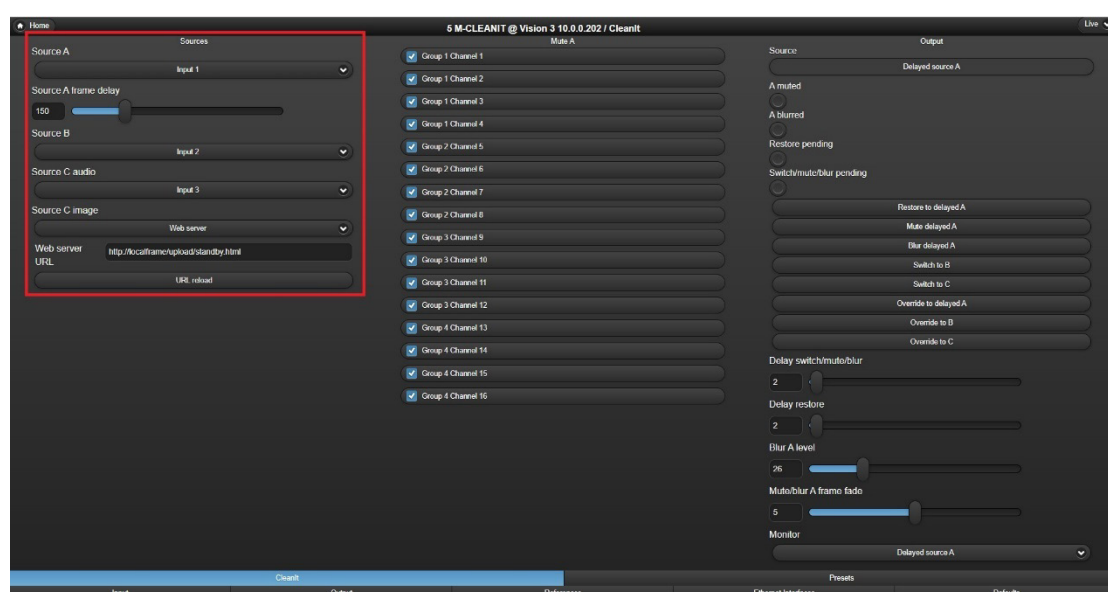 Home
5 M-CLEANIT @ Vision 3 10.0.0.202 / CleanIt
Live
Sources
Source A
Input 1
Source A frame delay
150
Source B
Input 2
Source C audio
Input 3
Source C image
Web server
Web server
URL
http://localframe/upload/standby.html
URL reload
Mute A
Group 1 Channel 1
Group 1 Channel 2
Group 1 Channel 3
Group 1 Channel 4
Group 2 Channel 5
Group 2 Channel 6
Group 2 Channel 7
Group 2 Channel 8
Group 3 Channel 9
Group 3 Channel 10
Group 3 Channel 11
Group 3 Channel 12
Group 4 Channel 13
Group 4 Channel 14
Group 4 Channel 15
Group 4 Channel 16
Output
Source
Delayed source A
A muted
A blurred
Restore pending
Switch/mute/blur pending
Restore to delayed A
Mute delayed A
Blur delayed A
Switch to B
Switch to C
Override to delayed A
Override to B
Override to C
Delay switch/mute/blur
2
Delay restore
2
Blur A level
26
Mute/blur A frame fade
5
Monitor
Delayed source A
CleanIt
Presets
Input
Output
References
Ethernet Interfaces
Defaults